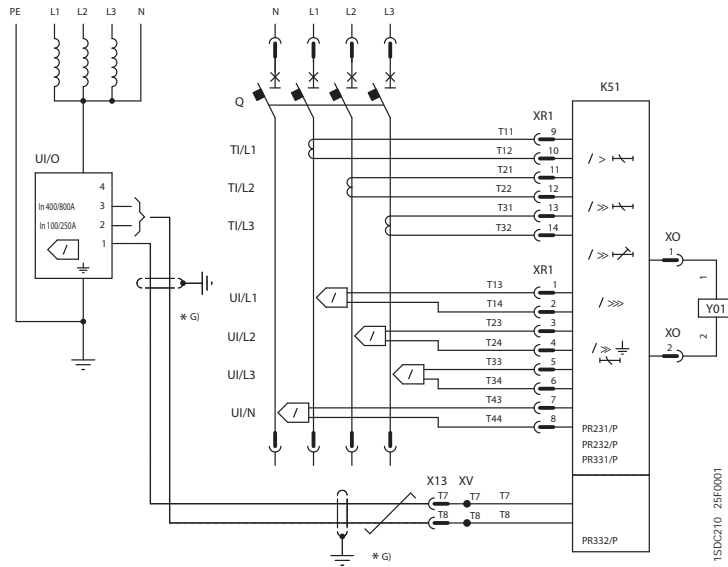 PE L1 L2 L3 N
N L1 L2 L3
K51
Q
XR1
T11 9
TI/L1 T12 10
T21 11
TI/L2 T22 12
T31 13
TI/L3 T32 14
/ >
/ >>
/ >>
/ >>>
/ >>
UI/O
4
In 400/800A 3
In 100/250A 2
1
/
* G)
XR1
T13 1
UI/L1 / T14 2
T23 3
UI/L2 / T24 4
T33 5
UI/L3 / T34 6
T43 7
UI/N / T44 8
XO
1
1
Y01
2
XO
2
PR231/P
PR232/P
PR331/P
X13 XV
T7 T7 T7
T8 T8 T8
* G)
PR332/P
1SDC210 25F0001